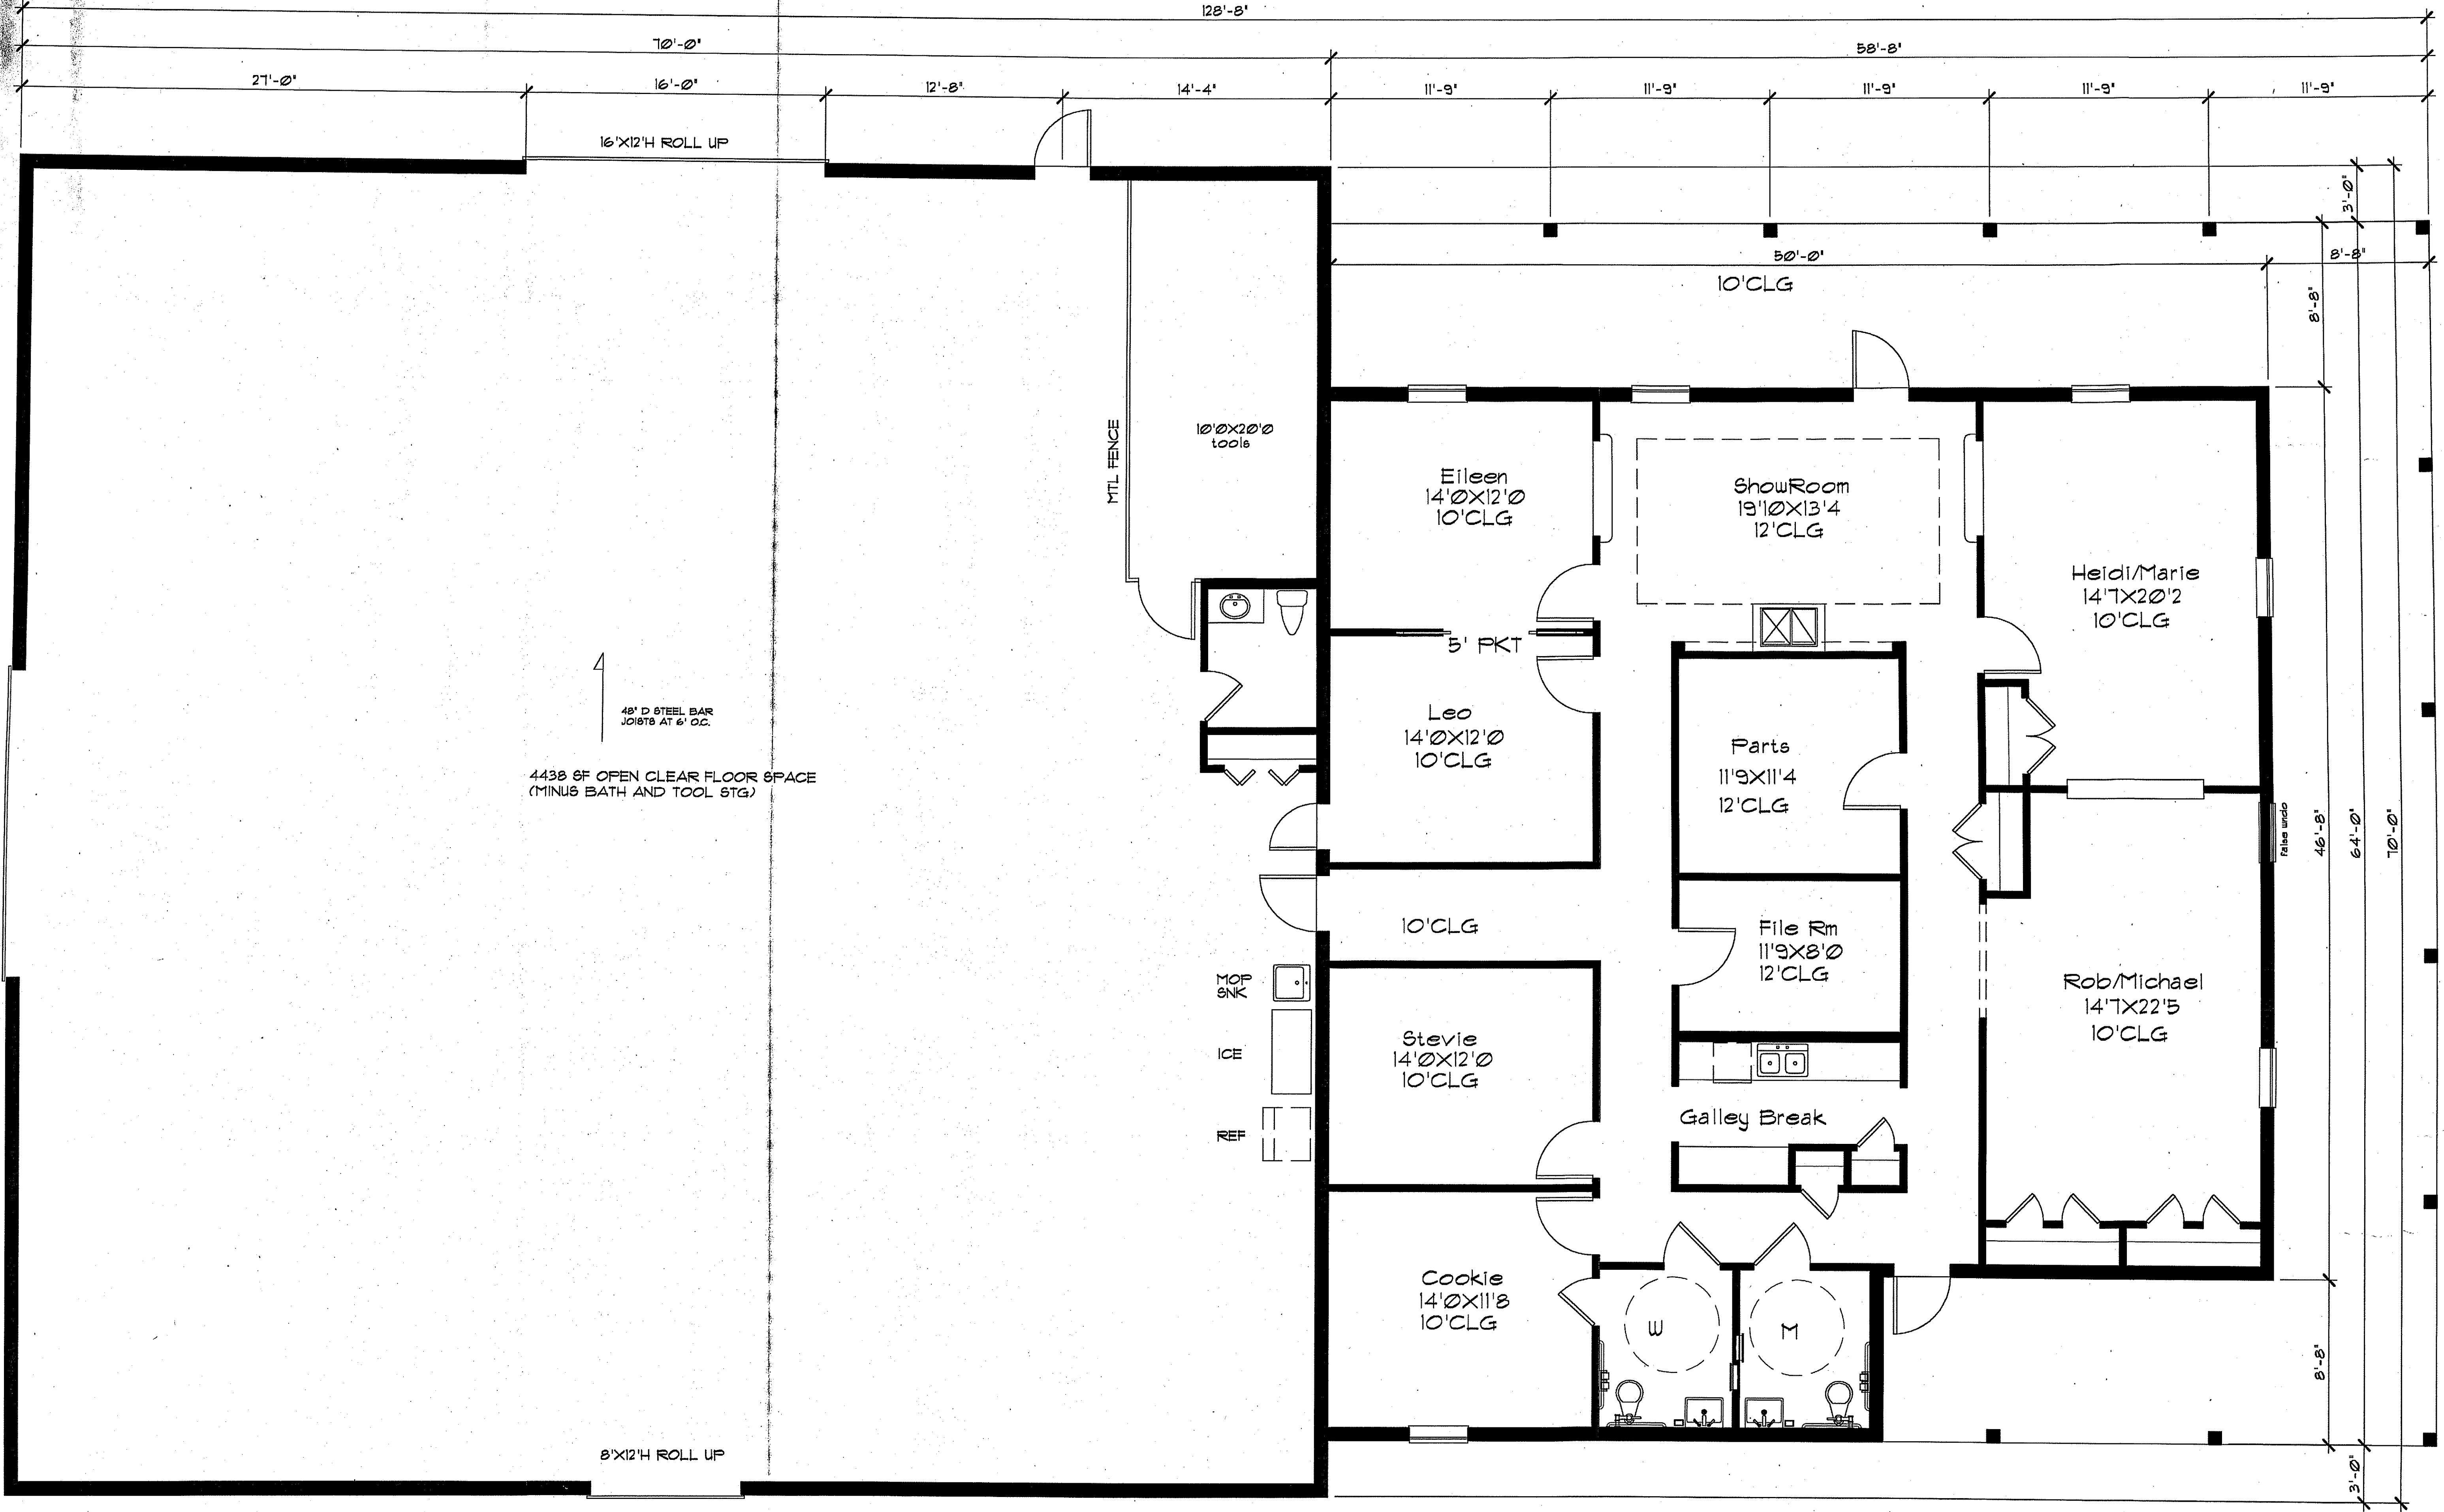 128'-8"
70'-0"
58'-8"
27'-0"
16'-0"
12'-8"
14'-4"
11'-9"
11'-9"
11'-9"
11'-9"
11'-9"
16'X12'H ROLL UP
3'-0"
50'-0"
8'-8"
10'CLG
8'-8"
MTL FENCE
10'0X20'0
tools
Eileen
14'0X12'0
10'CLG
ShowRoom
19'10X13'4
12'CLG
Heidi/Marie
14'7X20'2
10'CLG
5' PKT
48" D STEEL BAR
JOISTS AT 6' O.C.
4438 SF OPEN CLEAR FLOOR SPACE
(MINUS BATH AND TOOL STG)
Leo
14'0X12'0
10'CLG
Parts
11'9X11'4
12'CLG
False wndo
46'-8"
64'-0"
70'-0"
10'CLG
File Rm
11'9X8'0
12'CLG
Rob/Michael
14'7X22'5
10'CLG
MOP
SNK
ICE
REF
Stevie
14'0X12'0
10'CLG
Galley Break
Cookie
14'0X11'8
10'CLG
W
M
8'-8"
8'X12'H ROLL UP
3'-0"